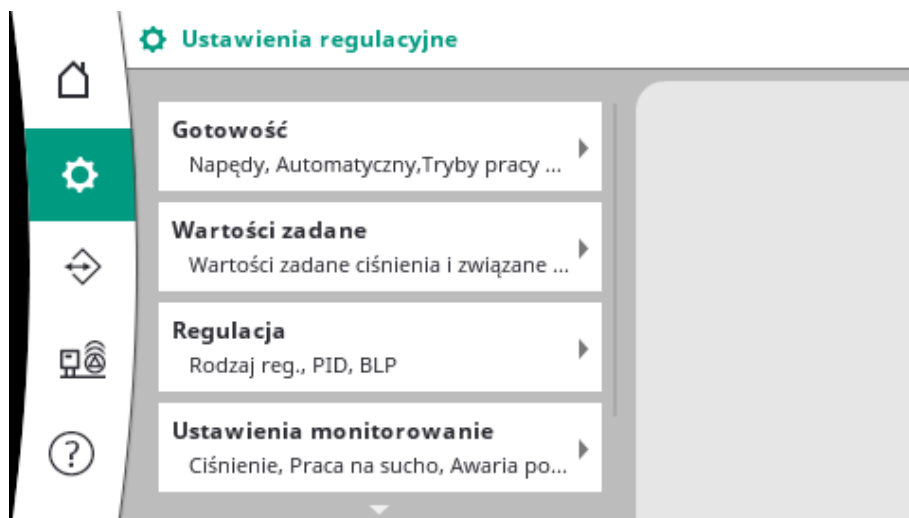 Ustawienia regulacyjne
Gotowość
Napędy, Automatyczny,Tryby pracy ...
Wartości zadane
Wartości zadane ciśnienia i związane ...
Regulacja
Rodzaj reg., PID, BLP
Ustawienia monitorowanie
Ciśnienie, Praca na sucho, Awaria po...
?